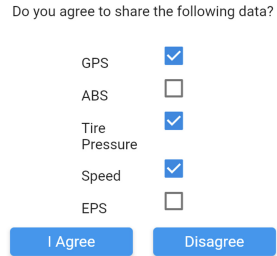 Do you agree to share the following data?
GPS
ABS
Tire
Pressure
Speed
EPS
I Agree Disagree